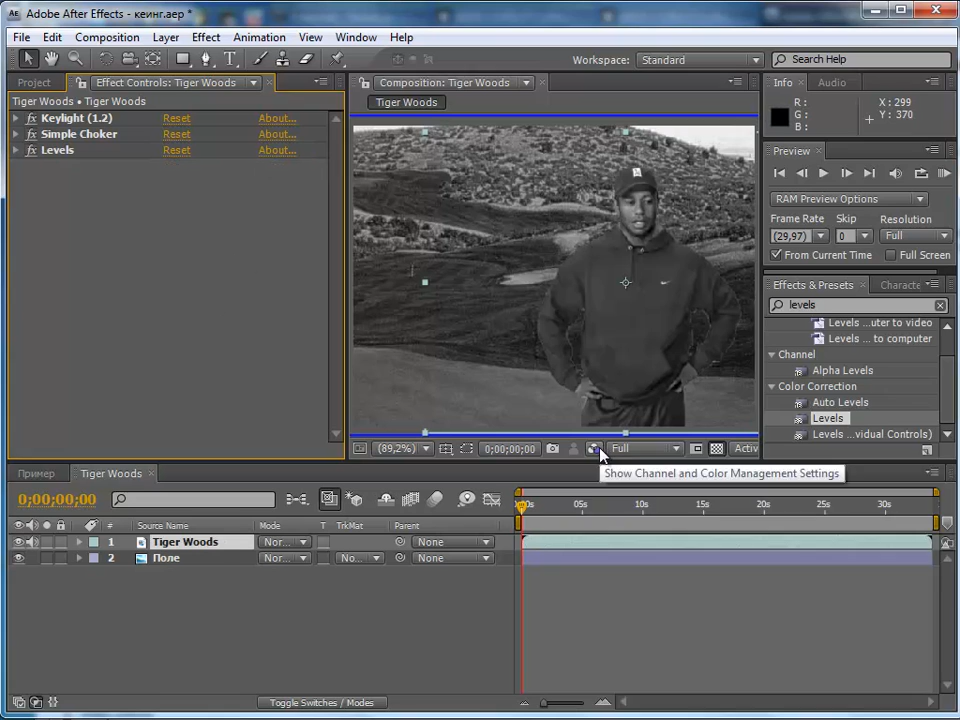 Adobe After Effects - кеинг.aep *
File Edit Composition Layer Effect Animation View Window Help
Workspace: Standard Search Help
Project Effect Controls: Tiger Woods Composition: Tiger Woods Info Audio
Tiger Woods • Tiger Woods
Tiger Woods
Keylight (1.2) Reset About...
Simple Choker Reset About...
Levels Reset About...
R: X: 299
G: Y: 370
B:
Preview
RAM Preview Options
Frame Rate Skip Resolution
(29,97) 0 Full
From Current Time Full Screen
Effects & Presets Characte
levels
Levels ...uter to video
Levels ... to computer
Channel
Alpha Levels
Color Correction
Auto Levels
Levels
Levels ...vidual Controls)
(89,2%) 0;00;00;00 Full Activ
Show Channel and Color Management Settings
Пример Tiger Woods
0;00;00;00
05s 10s 15s 20s 25s 30s
# Source Name Mode T TrkMat Parent
1 Tiger Woods Nor... None
2 Поле Nor... No... None
Toggle Switches / Modes